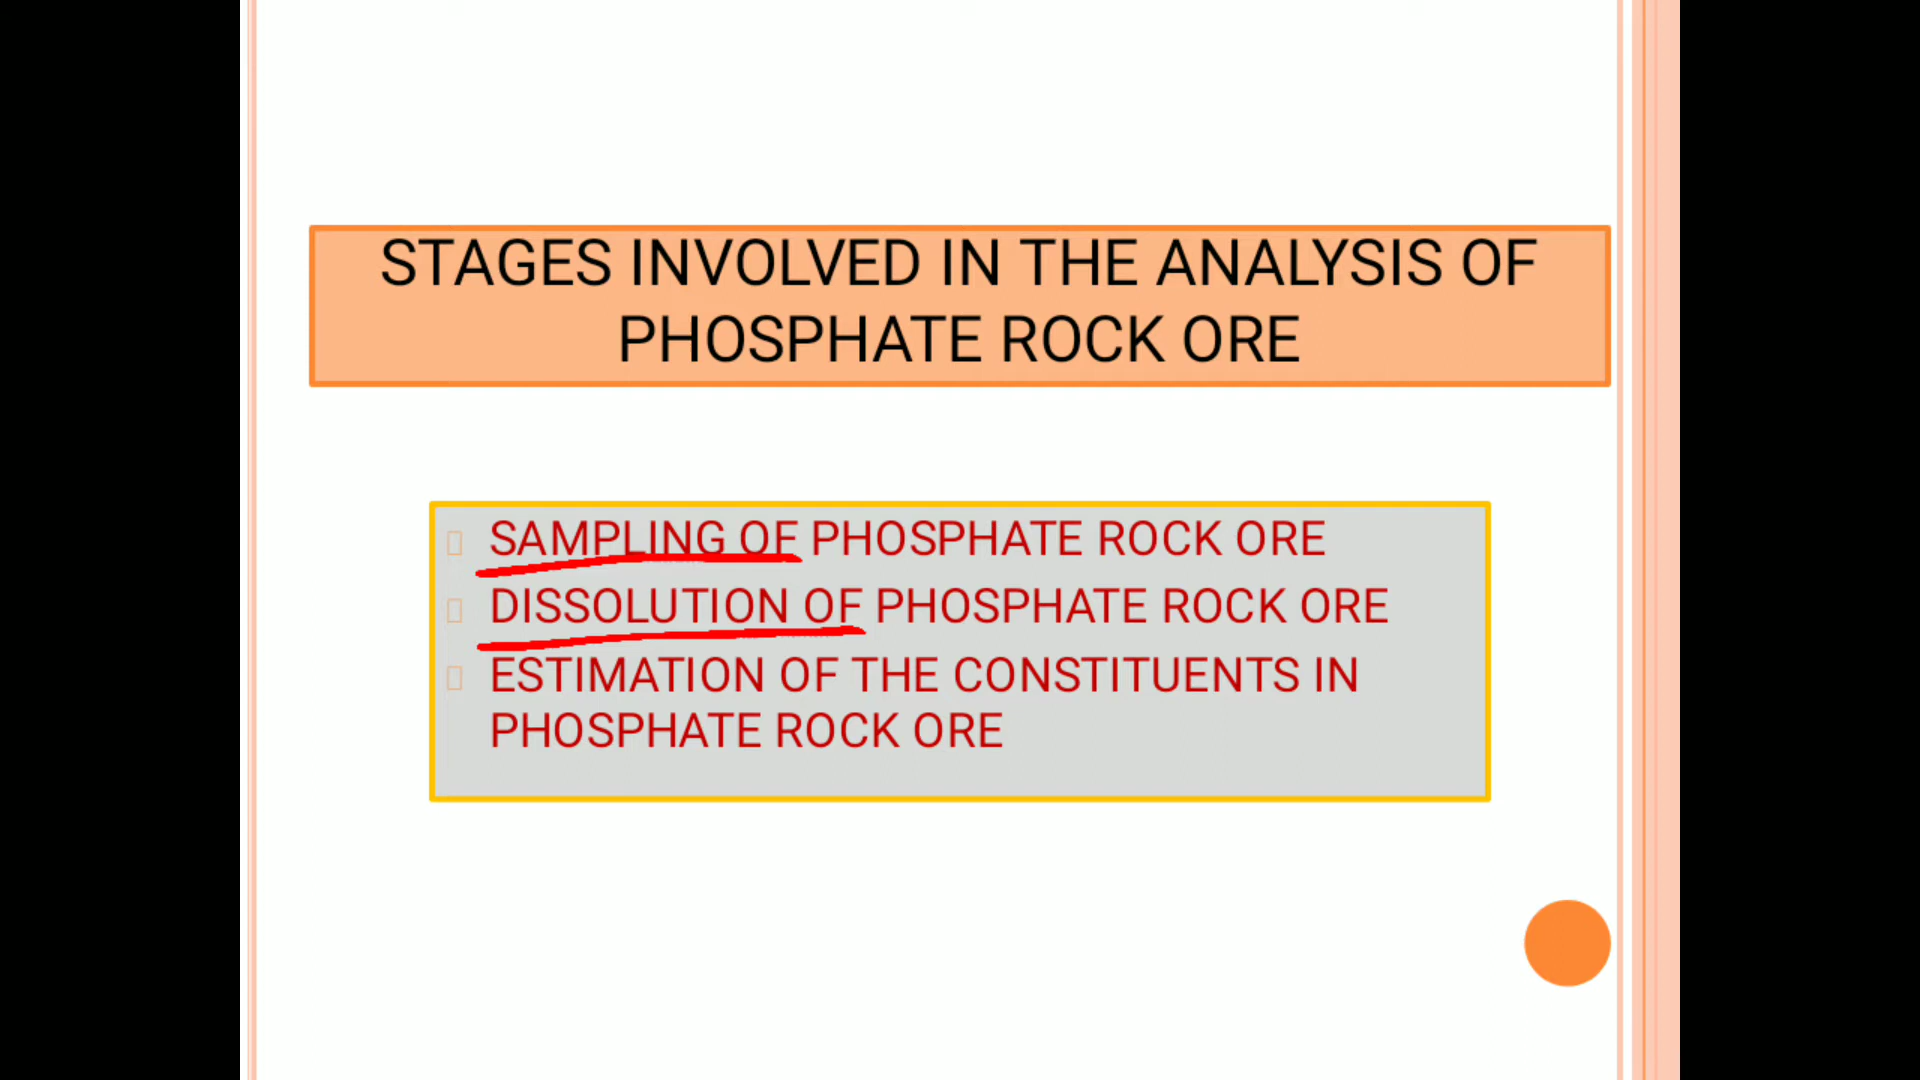 STAGES INVOLVED IN THE ANALYSIS OF
PHOSPHATE ROCK ORE
SAMPLING OF PHOSPHATE ROCK ORE
DISSOLUTION OF PHOSPHATE ROCK ORE
ESTIMATION OF THE CONSTITUENTS IN
PHOSPHATE ROCK ORE